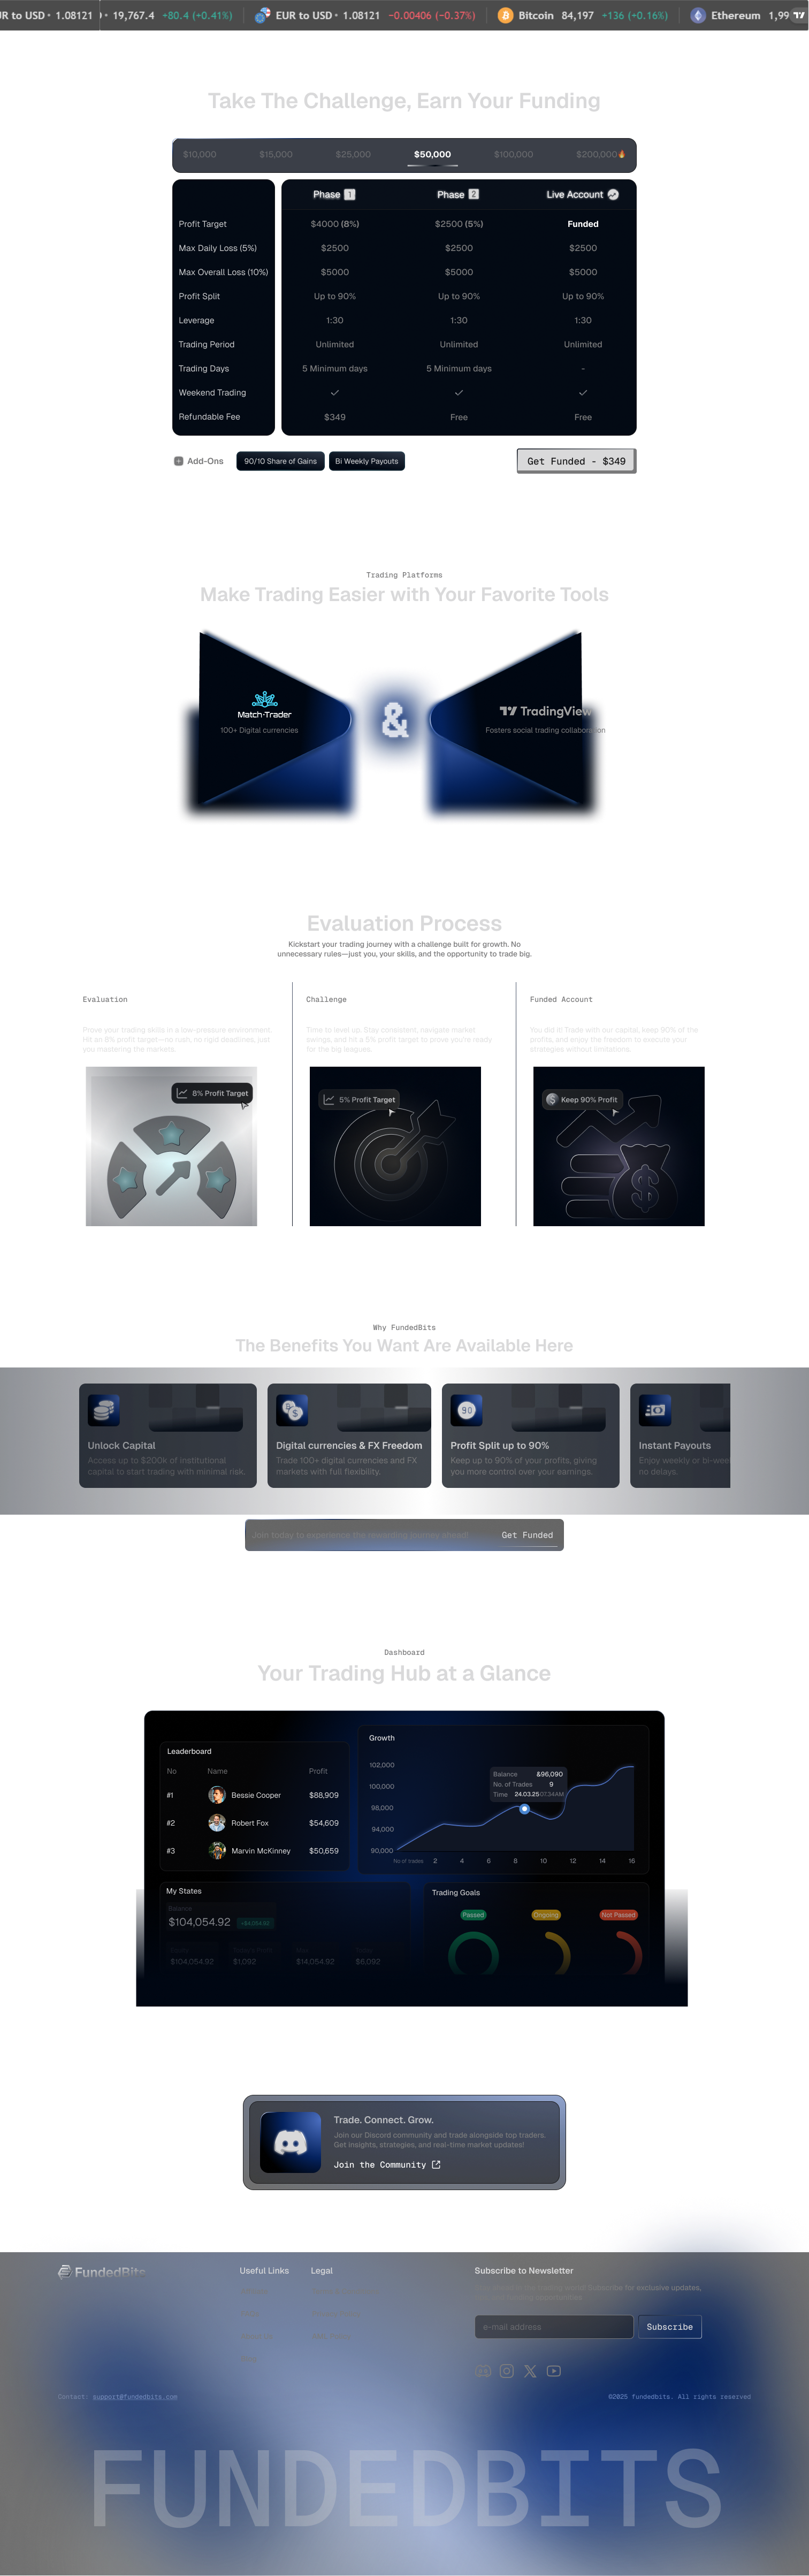 UR to USD • 1.08121 • 19,767.4 +80.4 (+0.41%) EUR to USD • 1.08121 −0.00406 (−0.37%) Bitcoin 84,197 +136 (+0.16%) Ethereum 1,99
Take The Challenge, Earn Your Funding
$10,000 $15,000 $25,000 $50,000 $100,000 $200,000🔥
Phase 1 Phase 2 Live Account
Profit Target $4000 (8%) $2500 (5%) Funded
Max Daily Loss (5%) $2500 $2500 $2500
Max Overall Loss (10%) $5000 $5000 $5000
Profit Split Up to 90% Up to 90% Up to 90%
Leverage 1:30 1:30 1:30
Trading Period Unlimited Unlimited Unlimited
Trading Days 5 Minimum days 5 Minimum days -
Weekend Trading ✓ ✓ ✓
Refundable Fee $349 Free Free
Add-Ons 90/10 Share of Gains Bi Weekly Payouts Get Funded - $349
Trading Platforms
Make Trading Easier with Your Favorite Tools
Match-Trader
100+ Digital currencies
&
TradingView
Fosters social trading collaboration
Evaluation Process
Kickstart your trading journey with a challenge built for growth. No
unnecessary rules—just you, your skills, and the opportunity to trade big.
Evaluation
Prove your trading skills in a low-pressure environment.
Hit an 8% profit target—no rush, no rigid deadlines, just
you mastering the markets.
8% Profit Target
Challenge
Time to level up. Stay consistent, navigate market
swings, and hit a 5% profit target to prove you're ready
for the big leagues.
5% Profit Target
Funded Account
You did it! Trade with our capital, keep 90% of the
profits, and enjoy the freedom to execute your
strategies without limitations.
Keep 90% Profit
Why FundedBits
The Benefits You Want Are Available Here
Unlock Capital
Access up to $200k of institutional
capital to start trading with minimal risk.
Digital currencies & FX Freedom
Trade 100+ digital currencies and FX
markets with full flexibility.
90
Profit Split up to 90%
Keep up to 90% of your profits, giving
you more control over your earnings.
Instant Payouts
Enjoy weekly or bi-wee
no delays.
Join today to experience the rewarding journey ahead! Get Funded
Dashboard
Your Trading Hub at a Glance
Leaderboard
No Name Profit
#1 Bessie Cooper $88,909
#2 Robert Fox $54,609
#3 Marvin McKinney $50,659
Growth
102,000
100,000
98,000
94,000
90,000
No of trades 2 4 6 8 10 12 14 16
Balance &96,090
No. of Trades 9
Time 24.03.25 07:34AM
My States
Balance
$104,054.92 +$4,054.92
$104,054.92 $1,092 $14,054.92 $6,092
Trading Goals
Passed Ongoing Not Passed
Trade. Connect. Grow.
Join our Discord community and trade alongside top traders.
Get insights, strategies, and real-time market updates!
Join the Community
FundedBits
Useful Links Legal
Subscribe to Newsletter
Subscribe for exclusive updates,
e-mail address Subscribe
Contact: support@fundedbits.com
©2025 fundedbits. All rights reserved
FUNDEDBITS